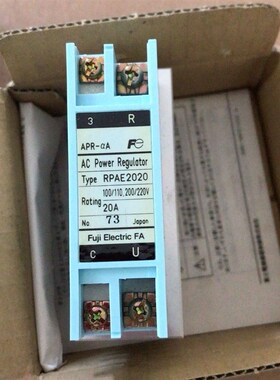 3 R
APR-αA FE
AC Power Regulator
Type RPAE2020
Rating 100/110, 200/220V
20A
No 73 Japan
Fuji Electric FA
C U